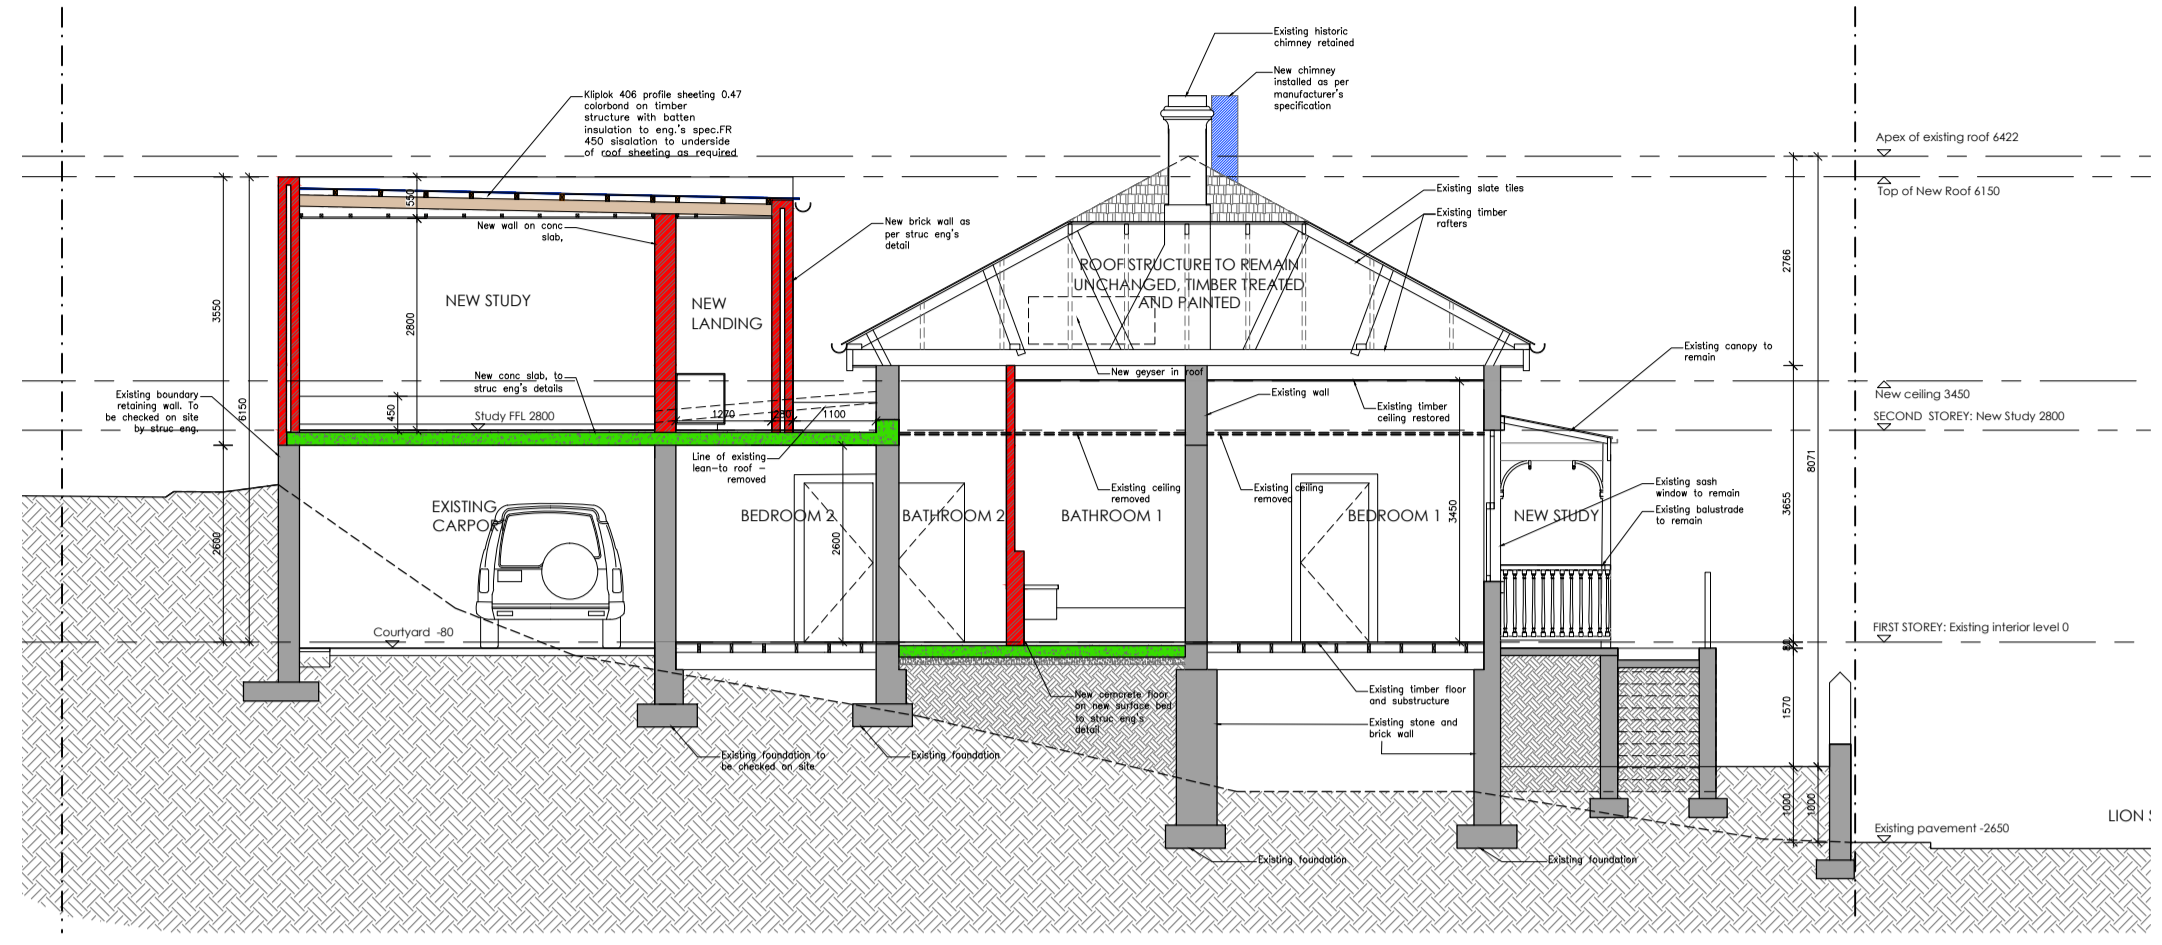 Existing historic
chimney retained
New chimney
installed as per
manufacturer's
specification
Kliplok 406 profile sheeting 0.47
colorbond on timber
structure with batten
insulation to eng.'s spec.FR
450 sisalation to underside
of roof sheeting as required
Apex of existing roof 6422
Top of New Roof 6150
Existing slate tiles
Existing timber
rafters
New wall on conc
slab,
New brick wall as
per struc eng's
detail
550
ROOF STRUCTURE TO REMAIN
UNCHANGED, TIMBER TREATED
AND PAINTED
2766
NEW STUDY
NEW
LANDING
3550
2800
Existing canopy to
remain
New conc slab, to
struc eng's details
New geyser in roof
Existing wall
Existing timber
ceiling restored
New ceiling 3450
SECOND STOREY: New Study 2800
Existing boundary
retaining wall. To
be checked on site
by struc eng.
6150
450
Study FFL 2800
1270
280
1100
Line of existing
lean-to roof -
removed
8071
Existing ceiling
removed
Existing ceiling
removed
Existing sash
window to remain
Existing balustrade
to remain
EXISTING
CARPORT
BEDROOM 2
BATHROOM 2
BATHROOM 1
BEDROOM 1
NEW STUDY
3450
3655
2600
2600
Courtyard -80
FIRST STOREY: Existing interior level 0
New cemcrete floor
on new surface bed
to struc eng's
detail
Existing timber floor
and substructure
Existing stone and
brick wall
1570
Existing foundation to
be checked on site
Existing foundation
1000
1000
Existing pavement -2650
LION
Existing foundation
Existing foundation